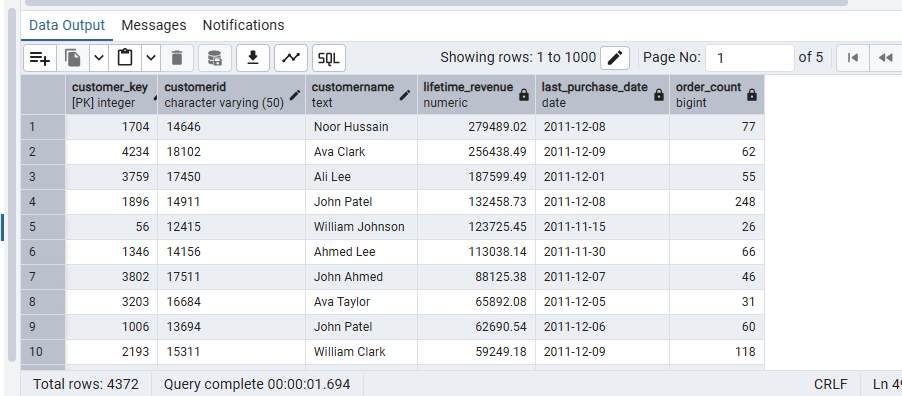 Data Output Messages Notifications
SQL Showing rows: 1 to 1000 Page No: 1 of 5
customer_key customerid customername lifetime_revenue last_purchase_date order_count
[PK] integer character varying (50) text numeric date bigint
1 1704 14646 Noor Hussain 279489.02 2011-12-08 77
2 4234 18102 Ava Clark 256438.49 2011-12-09 62
3 3759 17450 Ali Lee 187599.49 2011-12-01 55
4 1896 14911 John Patel 132458.73 2011-12-08 248
5 56 12415 William Johnson 123725.45 2011-11-15 26
6 1346 14156 Ahmed Lee 113038.14 2011-11-30 66
7 3802 17511 John Ahmed 88125.38 2011-12-07 46
8 3203 16684 Ava Taylor 65892.08 2011-12-05 31
9 1006 13694 John Patel 62690.54 2011-12-06 60
10 2193 15311 William Clark 59249.18 2011-12-09 118
Total rows: 4372 Query complete 00:00:01.694 CRLF Ln